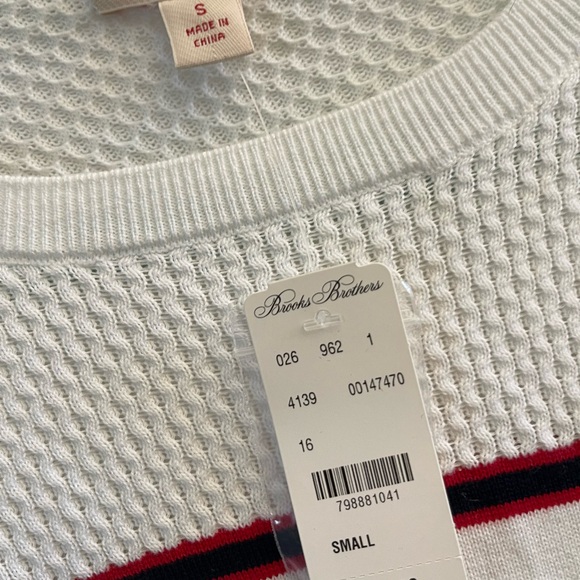 S
MADE IN
CHINA
Brooks Brothers
026 962 1
4139 00147470
16
798881041
SMALL